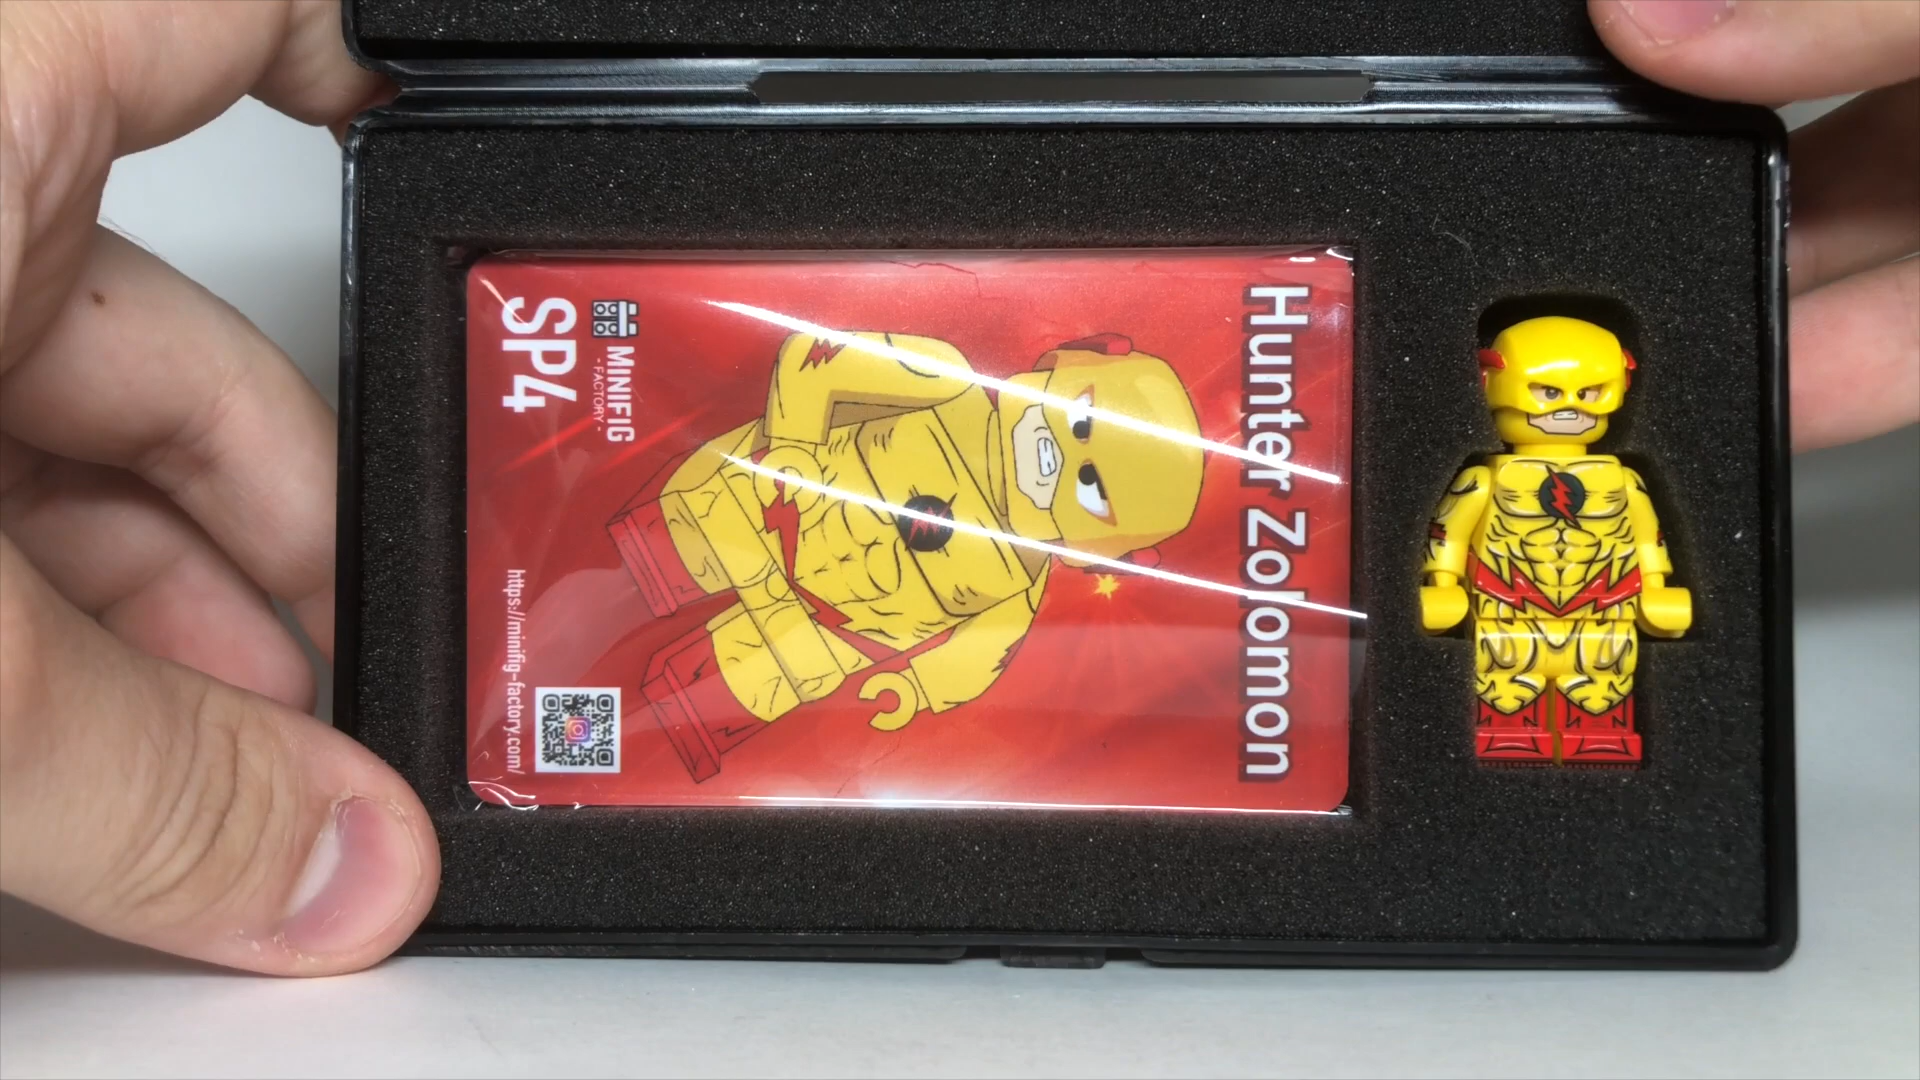 Hunter Zolomon
MINIFIG
- FACTORY -
SP4
https://minifig-factory.com/